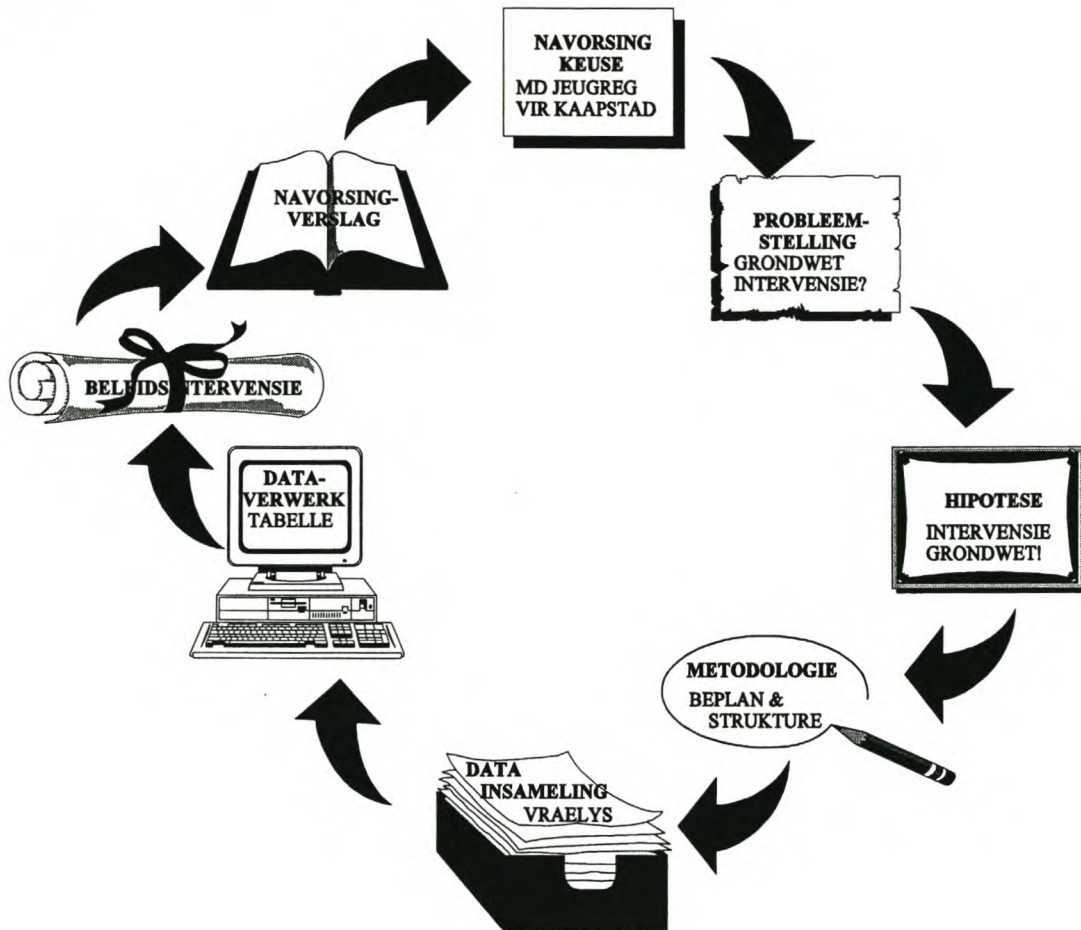 NAVORSING
KEUSE
MD JEUGREG
VIR KAAPSTAD
PROBLEEM-
STELLING
GRONDWET
INTERVENSIE?
HIPOTESE
INTERVENSIE
GRONDWET!
METODOLOGIE
BEPLAN &
STRUKTURE
DATA
INSAMELING
VRAELYS
DATA-
VERWERK
TABELLE
BELEIDSINTERVENSIE
NAVORSING-
VERSLAG